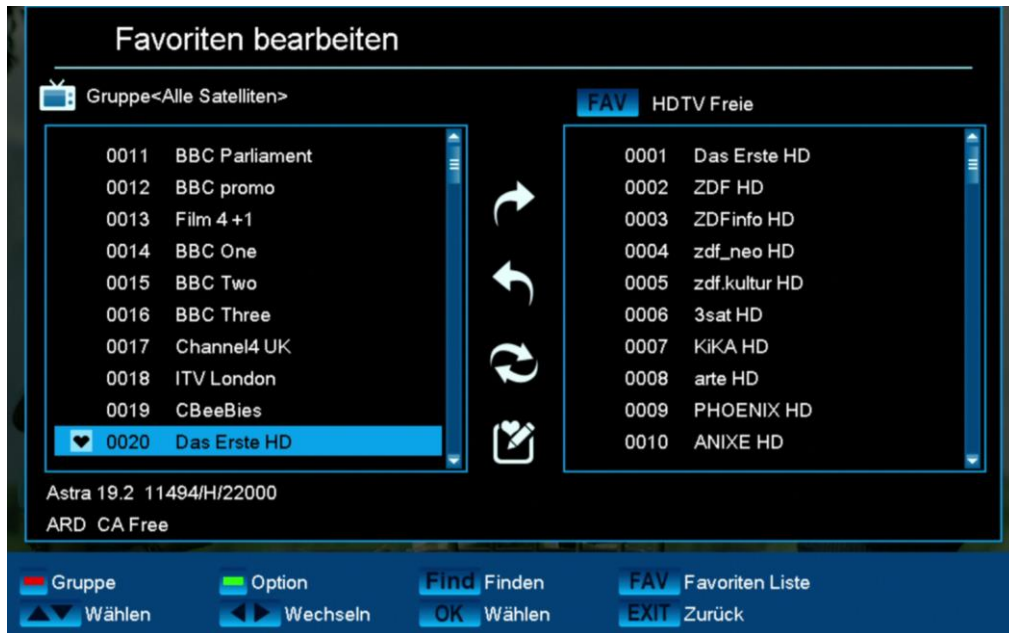 Favoriten bearbeiten
Gruppe<Alle Satelliten>
0011 BBC Parliament
0012 BBC promo
0013 Film 4 +1
0014 BBC One
0015 BBC Two
0016 BBC Three
0017 Channel4 UK
0018 ITV London
0019 CBeeBies
0020 Das Erste HD
FAV HDTV Freie
0001 Das Erste HD
0002 ZDF HD
0003 ZDFinfo HD
0004 zdf_neo HD
0005 zdf.kultur HD
0006 3sat HD
0007 KiKA HD
0008 arte HD
0009 PHOENIX HD
0010 ANIXE HD
Astra 19.2 11494/H/22000
ARD CA Free
Gruppe Option Find Finden FAV Favoriten Liste
Wählen Wechseln OK Wählen EXIT Zurück